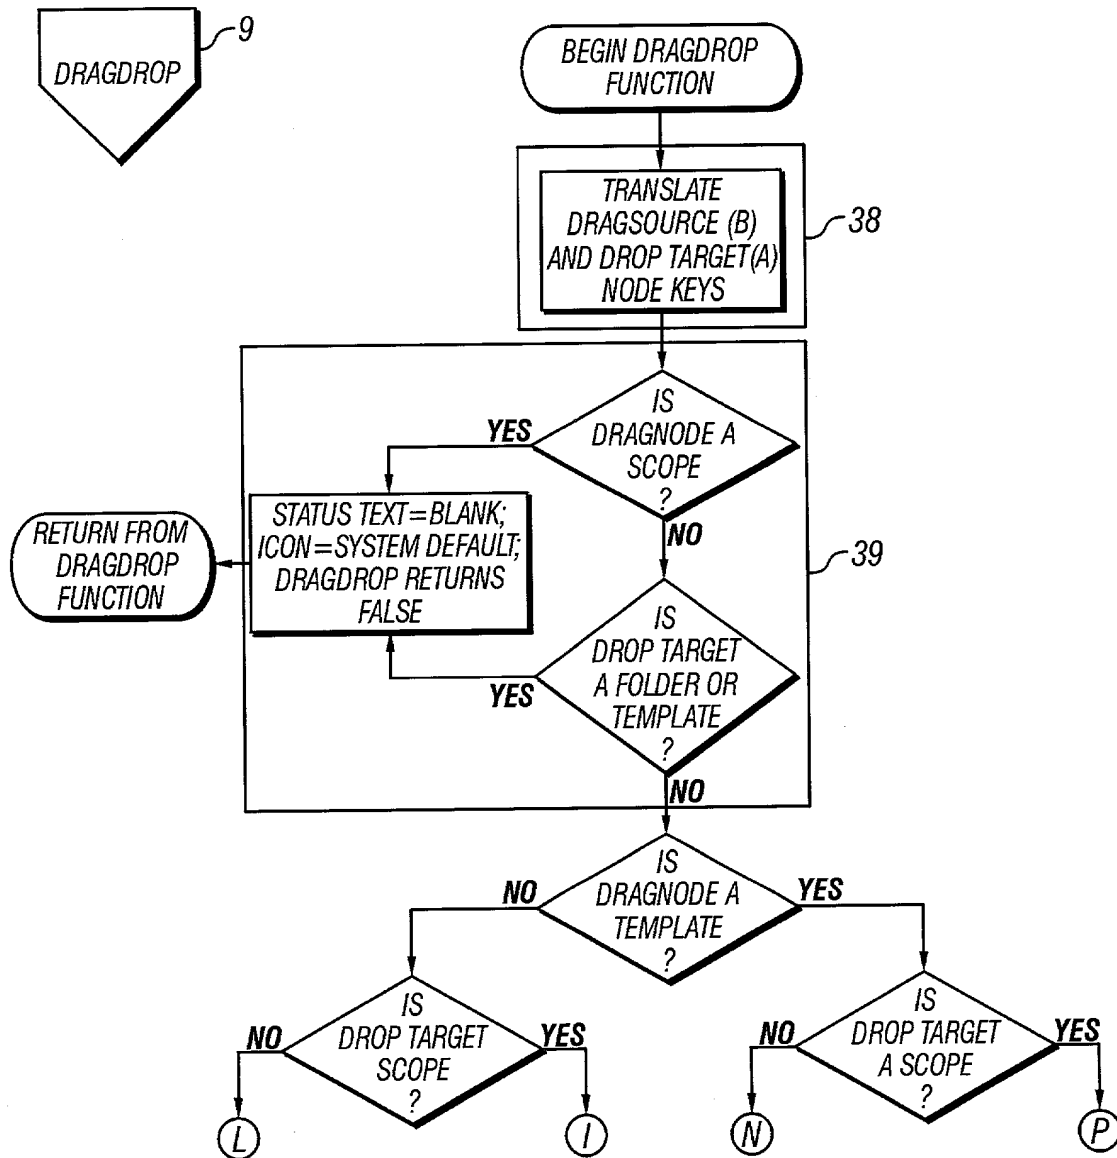 9
DRAGDROP
BEGIN DRAGDROP
FUNCTION
TRANSLATE
DRAGSOURCE (B)
AND DROP TARGET(A)
NODE KEYS
38
IS
DRAGNODE A
SCOPE
?
YES
NO
STATUS TEXT=BLANK;
ICON=SYSTEM DEFAULT;
DRAGDROP RETURNS
FALSE
RETURN FROM
DRAGDROP
FUNCTION
39
IS
DROP TARGET
A FOLDER OR
TEMPLATE
?
YES
NO
IS
DRAGNODE A
TEMPLATE
?
NO
YES
IS
DROP TARGET
SCOPE
?
NO
YES
IS
DROP TARGET
A SCOPE
?
NO
YES
L
I
N
P